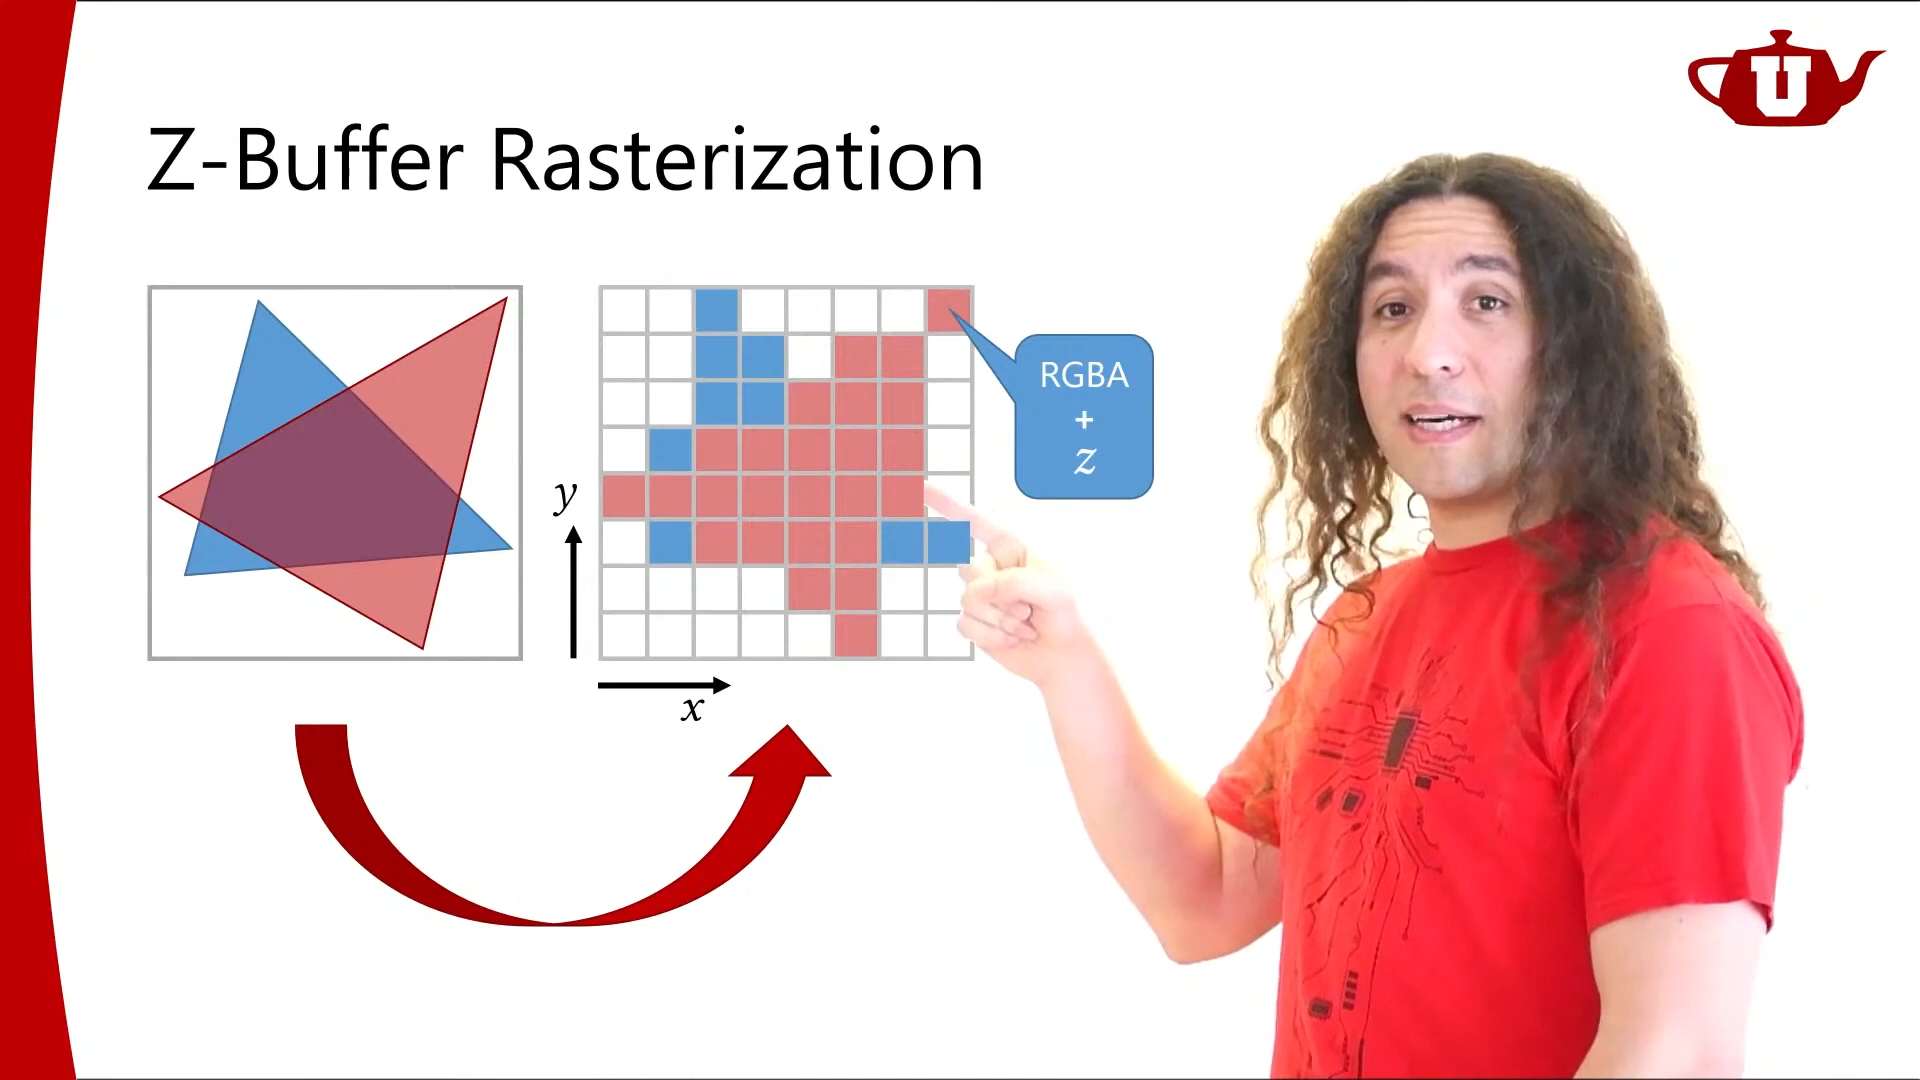 U
Z-Buffer Rasterization
RGBA
+
z
y
x